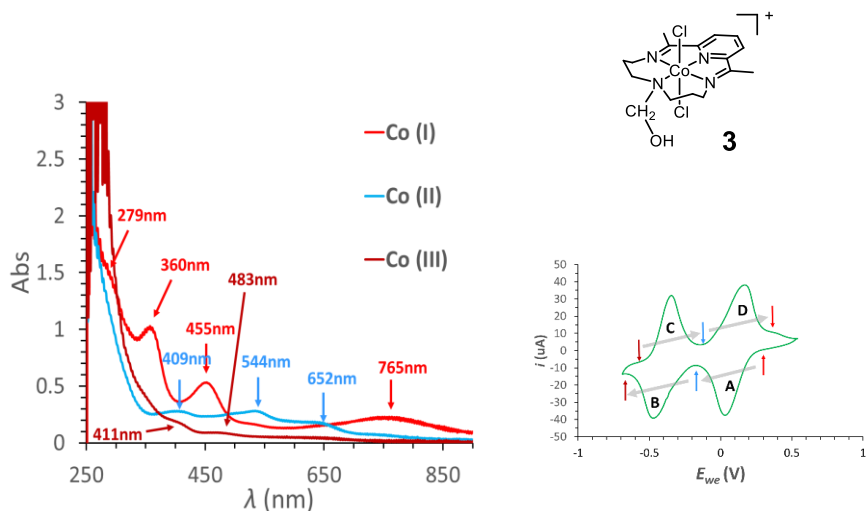 Abs
3
2.5
2
1.5
1
0.5
0
250
450
650
850
λ (nm)
Co (I)
Co (II)
Co (III)
279nm
360nm
483nm
455nm
409nm
544nm
652nm
765nm
411nm
Cl
+
N
N
N
Co
N
Cl
CH2
OH
3
i (uA)
50
40
30
20
10
0
-10
-20
-30
-40
-50
C
D
A
B
-1
-0.5
0
0.5
1
Ewe (V)